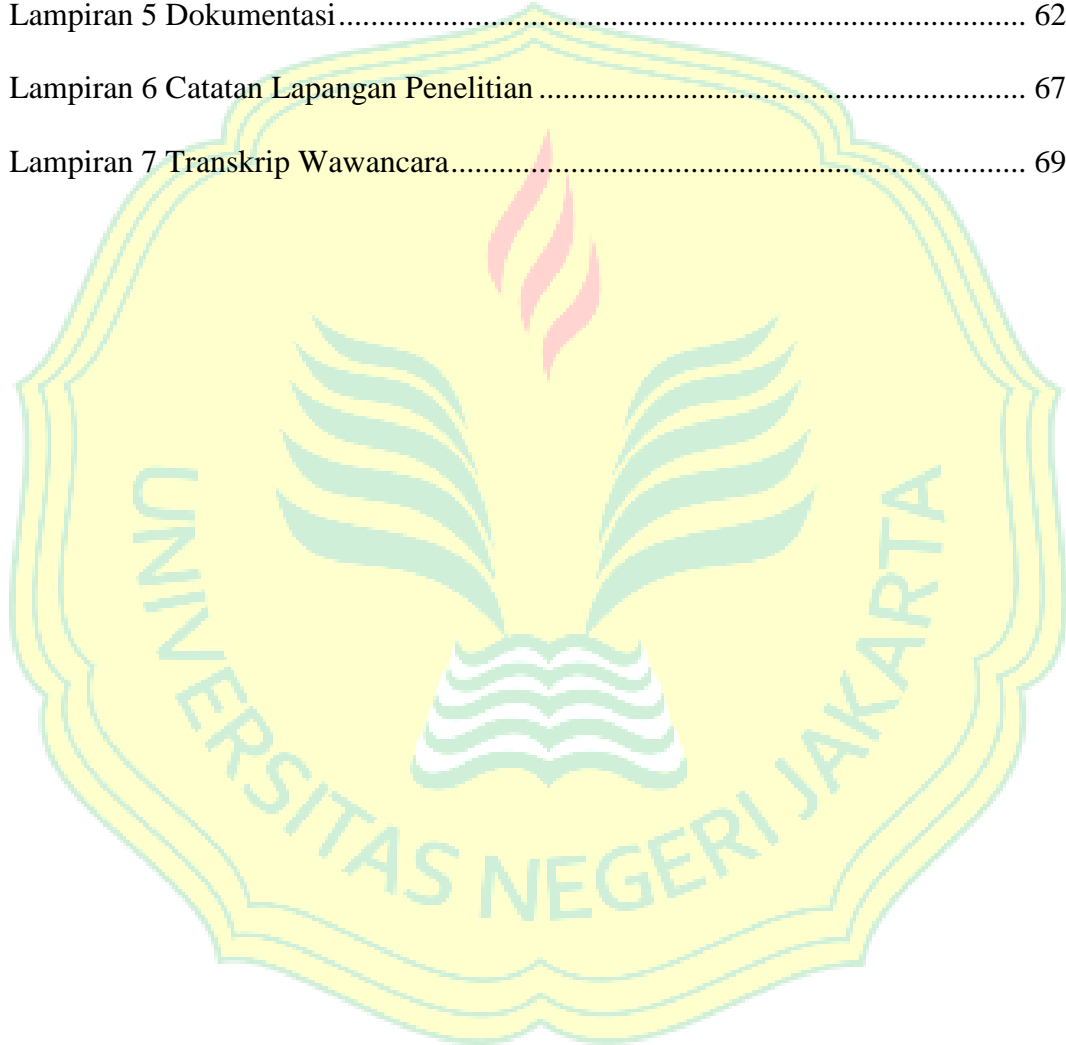 Lampiran 5 Dokumentasi.......................................................................................... 62
Lampiran 6 Catatan Lapangan Penelitian ................................................................ 67
Lampiran 7 Transkrip Wawancara........................................................................... 69
UNIVERSITAS NEGERI JAKARTA